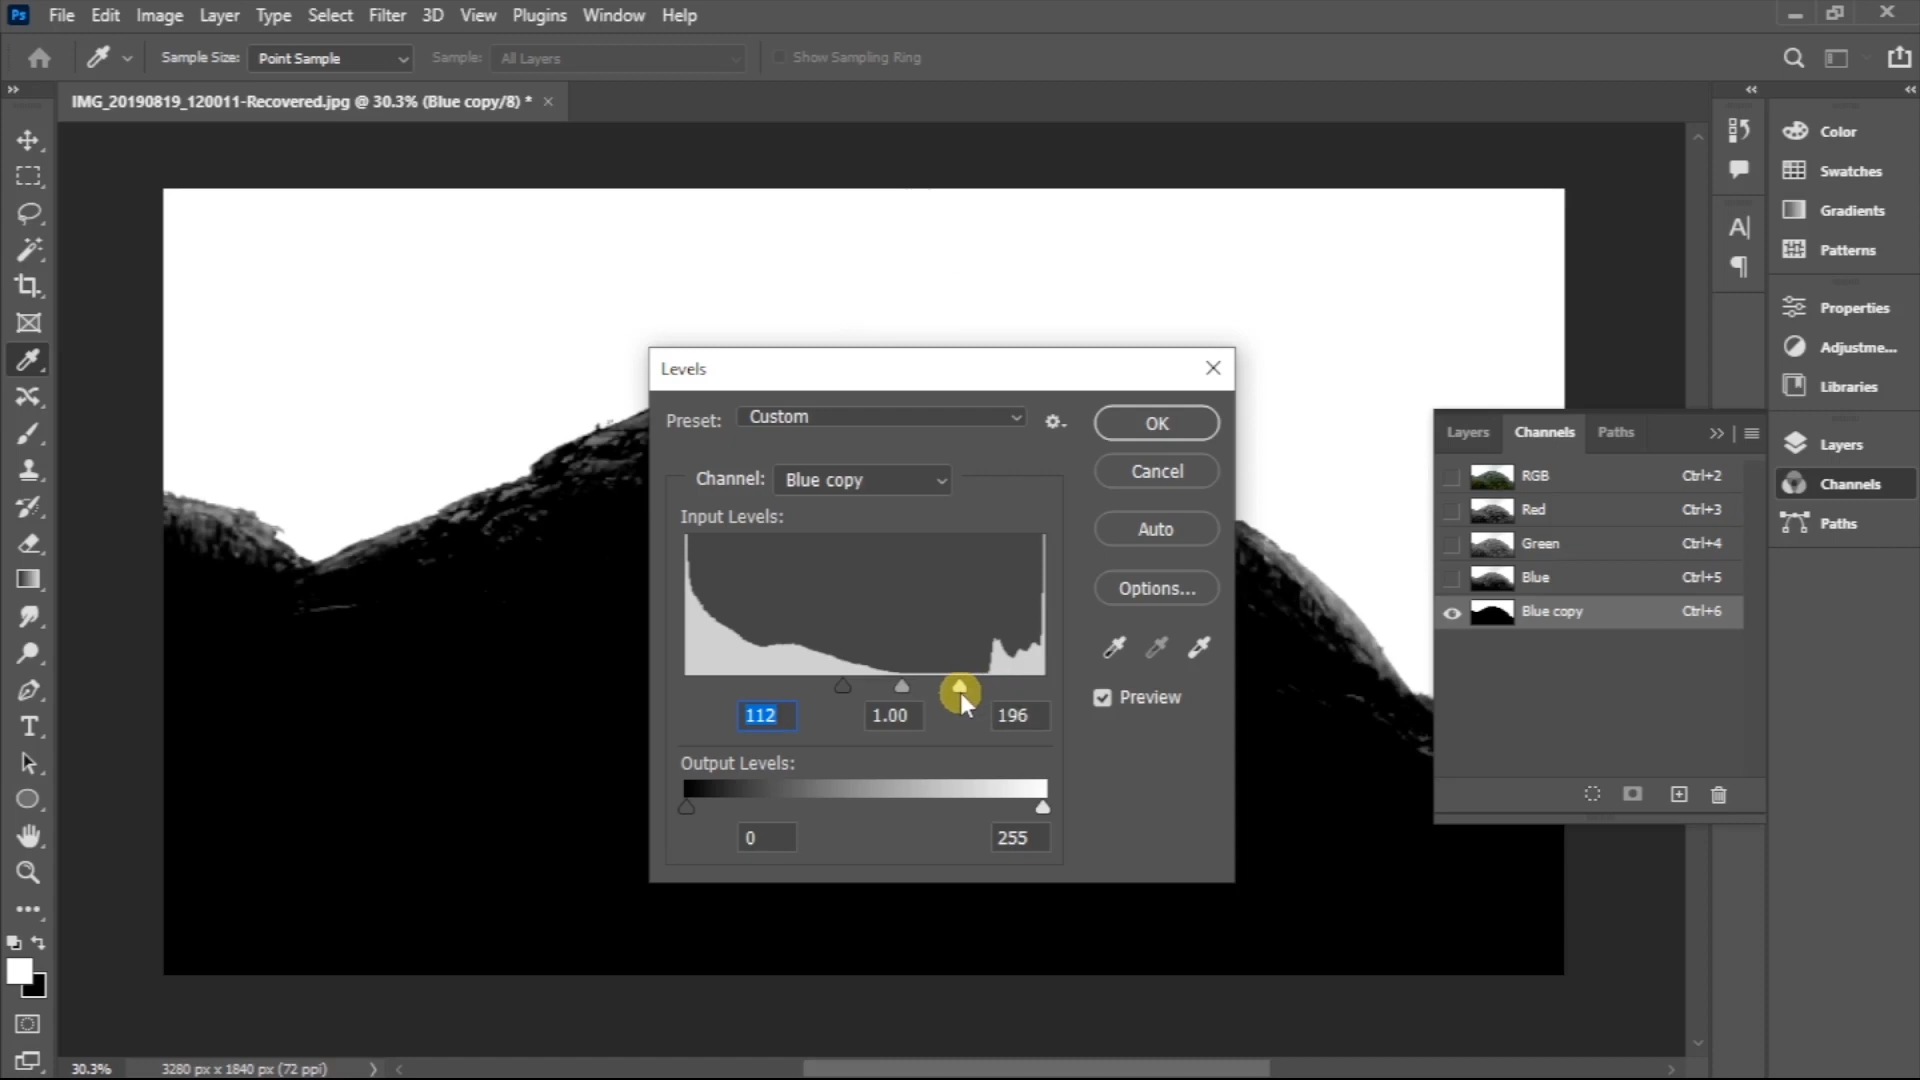 Ps File Edit Image Layer Type Select Filter 3D View Plugins Window Help
Sample Size: Point Sample Sample: All Layers Show Sampling Ring
IMG_20190819_120011-Recovered.jpg @ 30.3% (Blue copy/8) *
Color
Swatches
Gradients
Patterns
Properties
Adjustme...
Libraries
Layers
Channels
Paths
Levels
Preset: Custom
OK
Channel: Blue copy
Cancel
Input Levels:
Auto
Options...
Preview
112 1.00 196
Output Levels:
0 255
Layers Channels Paths
RGB Ctrl+2
Red Ctrl+3
Green Ctrl+4
Blue Ctrl+5
Blue copy Ctrl+6
30.3% 3280 px x 1840 px (72 ppi)